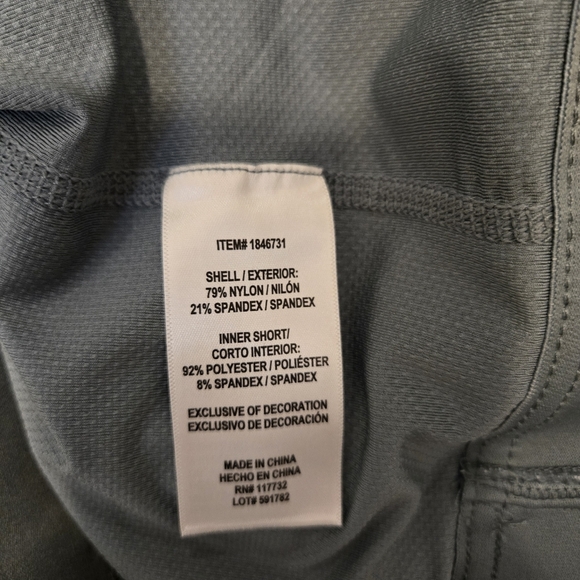 ITEM# 1846731
SHELL / EXTERIOR:
79% NYLON / NILÓN
21% SPANDEX / SPANDEX
INNER SHORT/
CORTO INTERIOR:
92% POLYESTER / POLIÉSTER
8% SPANDEX / SPANDEX
EXCLUSIVE OF DECORATION
EXCLUSIVO DE DECORACIÓN
MADE IN CHINA
HECHO EN CHINA
RN# 117732
LOT# 591782